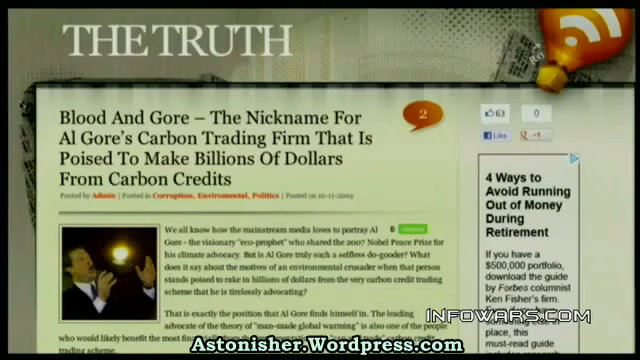 THE TRUTH
Blood And Gore – The Nickname For
Al Gore's Carbon Trading Firm That Is
Poised To Make Billions Of Dollars
From Carbon Credits
2
Posted by Admin | Posted in Corruption, Enviromental, Politics | Posted on 10-11-2009
63
0
Like
+1
We all know how the mainstream media loves to portray Al
6
Gore - the visionary "eco-prophet" who shared the 2007 Nobel Peace Prize for
his climate advocacy. But is Al Gore truly such a selfless do-gooder? What
does it say about the motives of an environmental crusader when that person
stands poised to rake in billions of dollars from the very carbon credit trading
scheme that he is tirelessly advocating?
That is exactly the position that Al Gore finds himself in. The leading
advocate of the theory of "man-made global warming" is also one of the people
who would likely benefit the most
trading scheme.
4 Ways to
Avoid Running
Out of Money
During
Retirement
If you have a
$500,000 portfolio,
download the guide
by Forbes columnist
Ken Fisher's firm.
else in
place, this
must-read guide
INFOWARS.COM
Astonisher.Wordpress.com